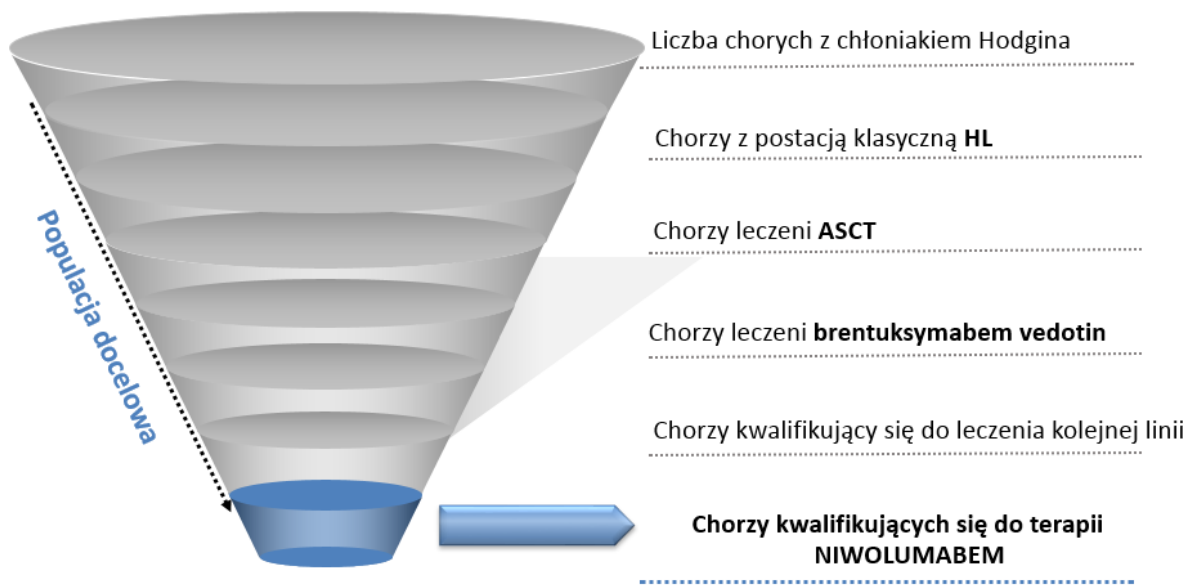 Liczba chorych z chłoniakiem Hodgina
Chorzy z postacją klasyczną HL
Chorzy leczeni ASCT
Populacja docelowa
Chorzy leczeni brentuksymabem vedotin
Chorzy kwalifikujący się do leczenia kolejnej linii
Chorzy kwalifikujących się do terapii
NIWOLUMABEM